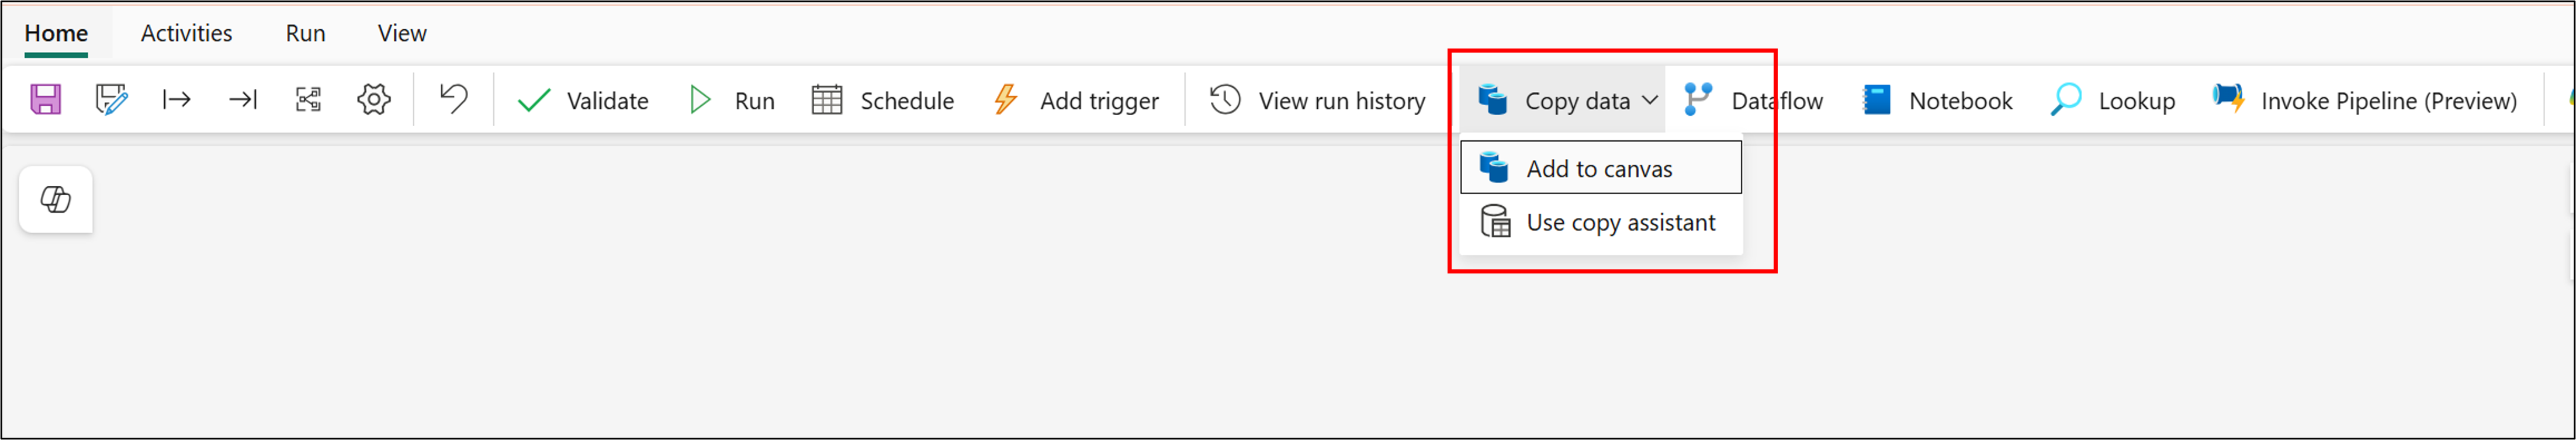 Home Activities Run View
Validate Run Schedule Add trigger View run history Copy data Dataflow Notebook Lookup Invoke Pipeline (Preview)
Add to canvas
Use copy assistant